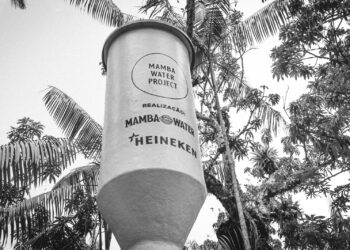 MAMBA
WATER
PROJECT
REALIZAÇÃO:
MAMBA WATER
HEINEKEN